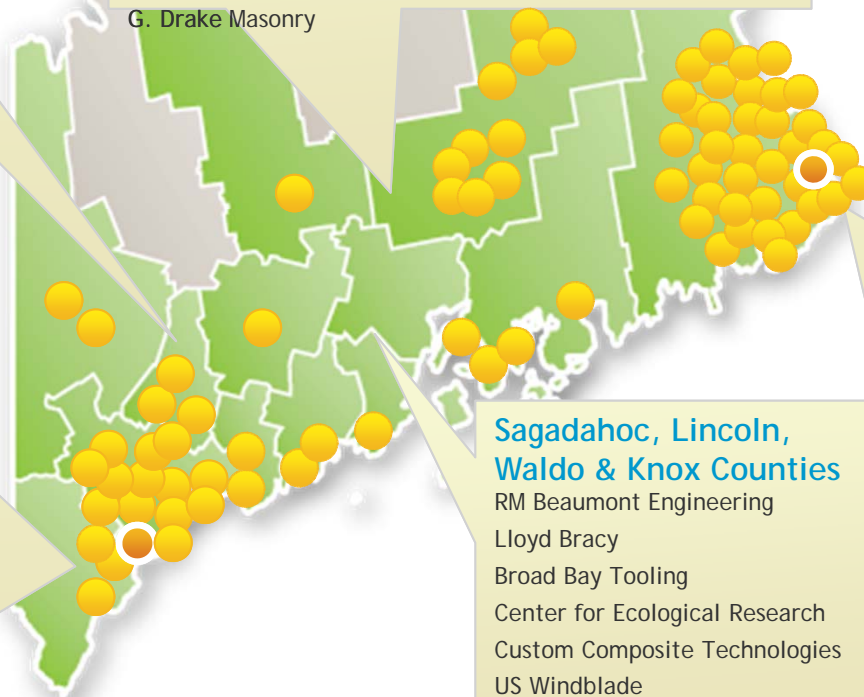 G. Drake Masonry
Sagadahoc, Lincoln,
Waldo & Knox Counties
RM Beaumont Engineering
Lloyd Bracy
Broad Bay Tooling
Center for Ecological Research
Custom Composite Technologies
US Windblade